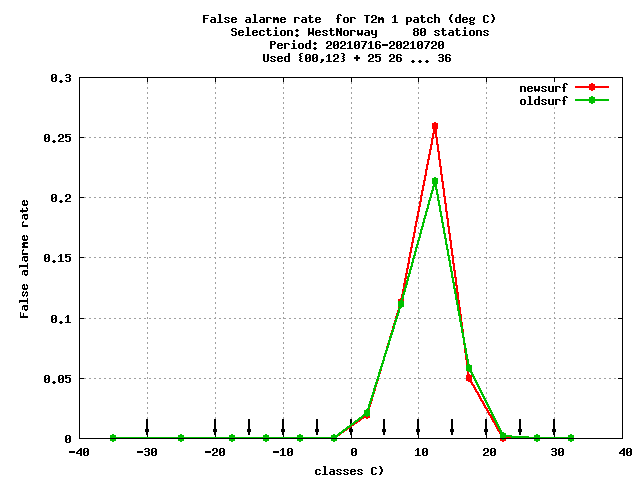 False alarme rate  for T2m 1 patch (deg C)
Selection: WestNorway     80 stations
Period: 20210716-20210720
Used {00,12} + 25 26 ... 36
newsurf
oldsurf
0.3
0.25
0.2
0.15
0.1
0.05
0
False alarme rate
-40 -30 -20 -10 0 10 20 30 40
classes C)